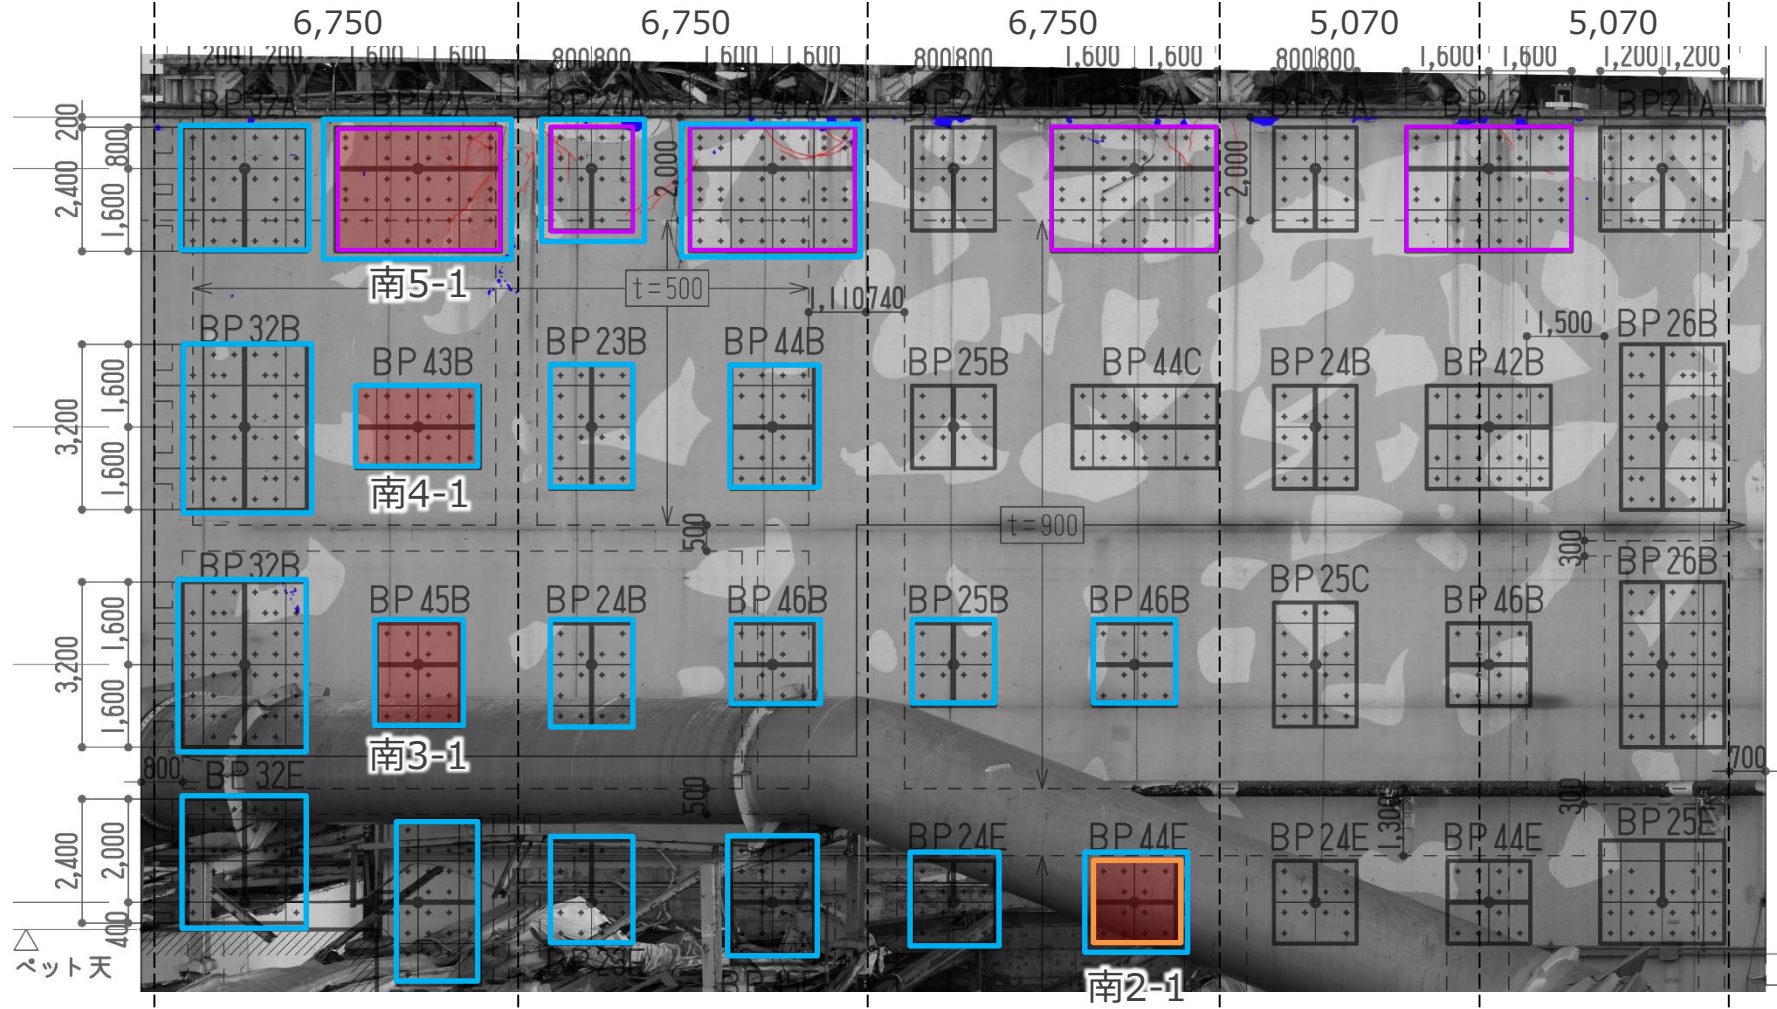 6,750 6,750 6,750 5,070 5,070
1,200 1,200 1,600 1,600 800 800 1,600 1,600 800 800 1,600 1,600 800 800 1,600 1,600 1,200 1,200
BP32A BP42A BP24A BP24A BP42A BP24A BP42A BP21A
200
800
2,400
1,600
2,000
2,000
南5-1
t=500
1,110 740
1,500
BP32B BP43B BP23B BP44B BP25B BP44C BP24B BP42B BP26B
1,600
3,200
1,600
南4-1
500
t=900
300
BP32B BP45B BP24B BP46B BP25B BP46B BP25C BP46B BP26B
1,600
3,200
1,600
南3-1
800
700
BP32E
500
300
1,300
BP24E BP44E BP24E BP44E BP25E
2,400
2,000
400
ペット天
BP23E
南2-1